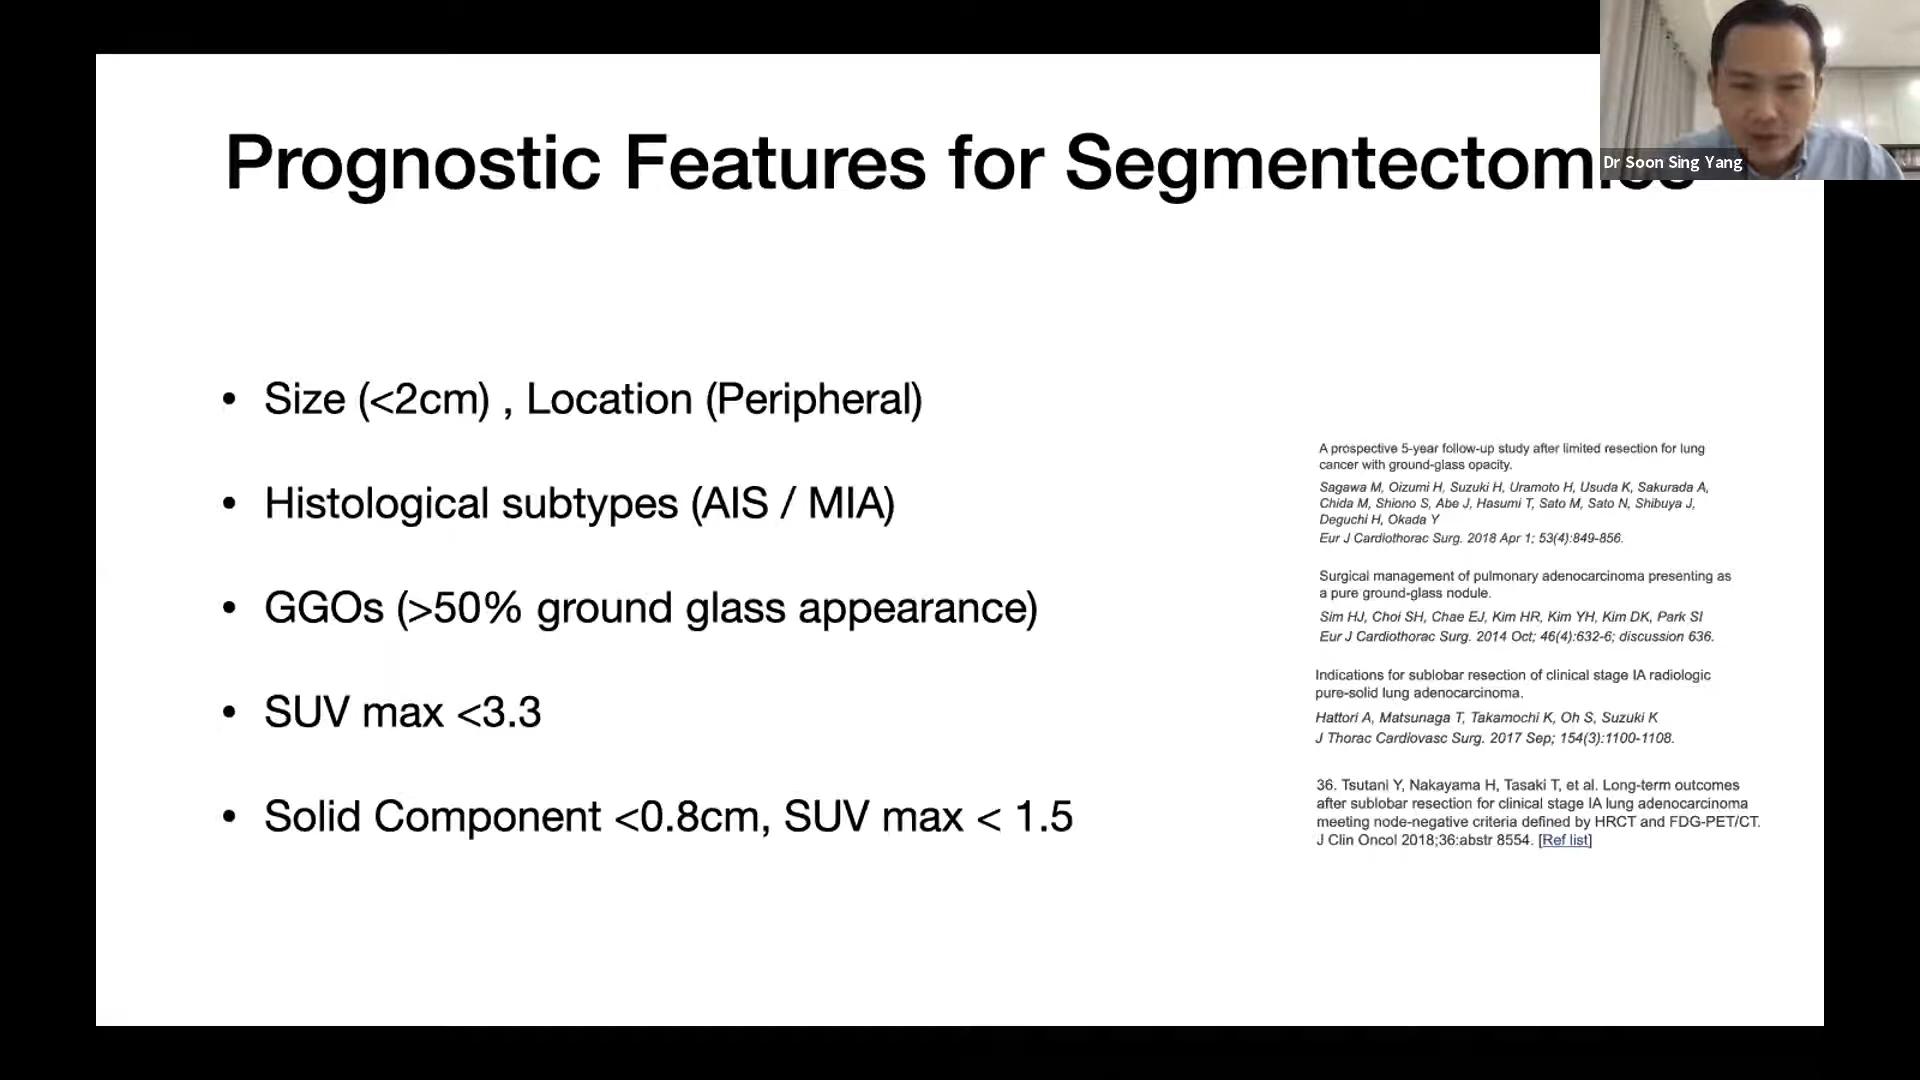 Prognostic Features for Segmentectomies
Dr Soon Sing Yang
• Size (<2cm) , Location (Peripheral)
• Histological subtypes (AIS / MIA)
• GGOs (>50% ground glass appearance)
• SUV max <3.3
• Solid Component <0.8cm, SUV max < 1.5
A prospective 5-year follow-up study after limited resection for lung
cancer with ground-glass opacity.
Sagawa M, Oizumi H, Suzuki H, Uramoto H, Usuda K, Sakurada A,
Chida M, Shiono S, Abe J, Hasumi T, Sato M, Sato N, Shibuya J,
Deguchi H, Okada Y
Eur J Cardiothorac Surg. 2018 Apr 1; 53(4):849-856.
Surgical management of pulmonary adenocarcinoma presenting as
a pure ground-glass nodule.
Sim HJ, Choi SH, Chae EJ, Kim HR, Kim YH, Kim DK, Park SI
Eur J Cardiothorac Surg. 2014 Oct; 46(4):632-6; discussion 636.
Indications for sublobar resection of clinical stage IA radiologic
pure-solid lung adenocarcinoma.
Hattori A, Matsunaga T, Takamochi K, Oh S, Suzuki K
J Thorac Cardiovasc Surg. 2017 Sep; 154(3):1100-1108.
36. Tsutani Y, Nakayama H, Tasaki T, et al. Long-term outcomes
after sublobar resection for clinical stage IA lung adenocarcinoma
meeting node-negative criteria defined by HRCT and FDG-PET/CT.
J Clin Oncol 2018;36:abstr 8554. [Ref list]